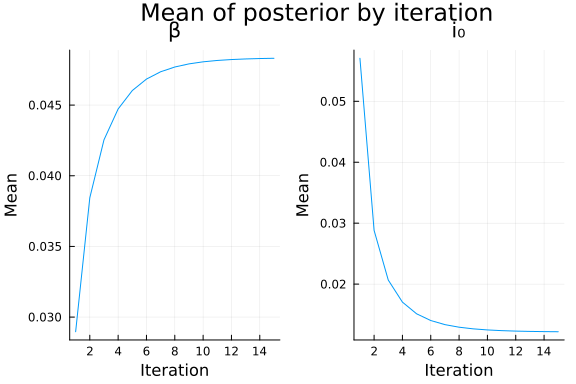 Mean of posterior by iteration
β
i₀
Mean
0.045
0.040
0.035
0.030
2 4 6 8 10 12 14
Iteration
Mean
0.05
0.04
0.03
0.02
2 4 6 8 10 12 14
Iteration